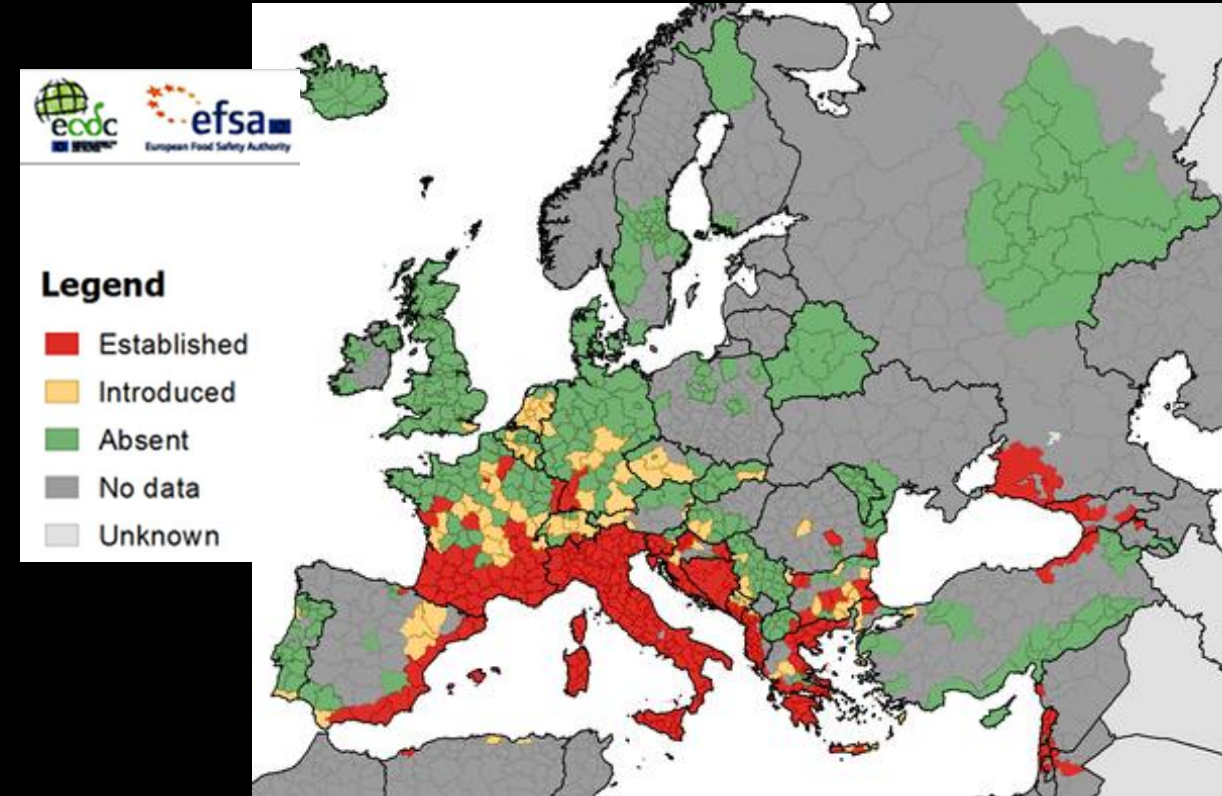 ecdc
efsa
European Food Safety Authority
Legend
Established
Introduced
Absent
No data
Unknown